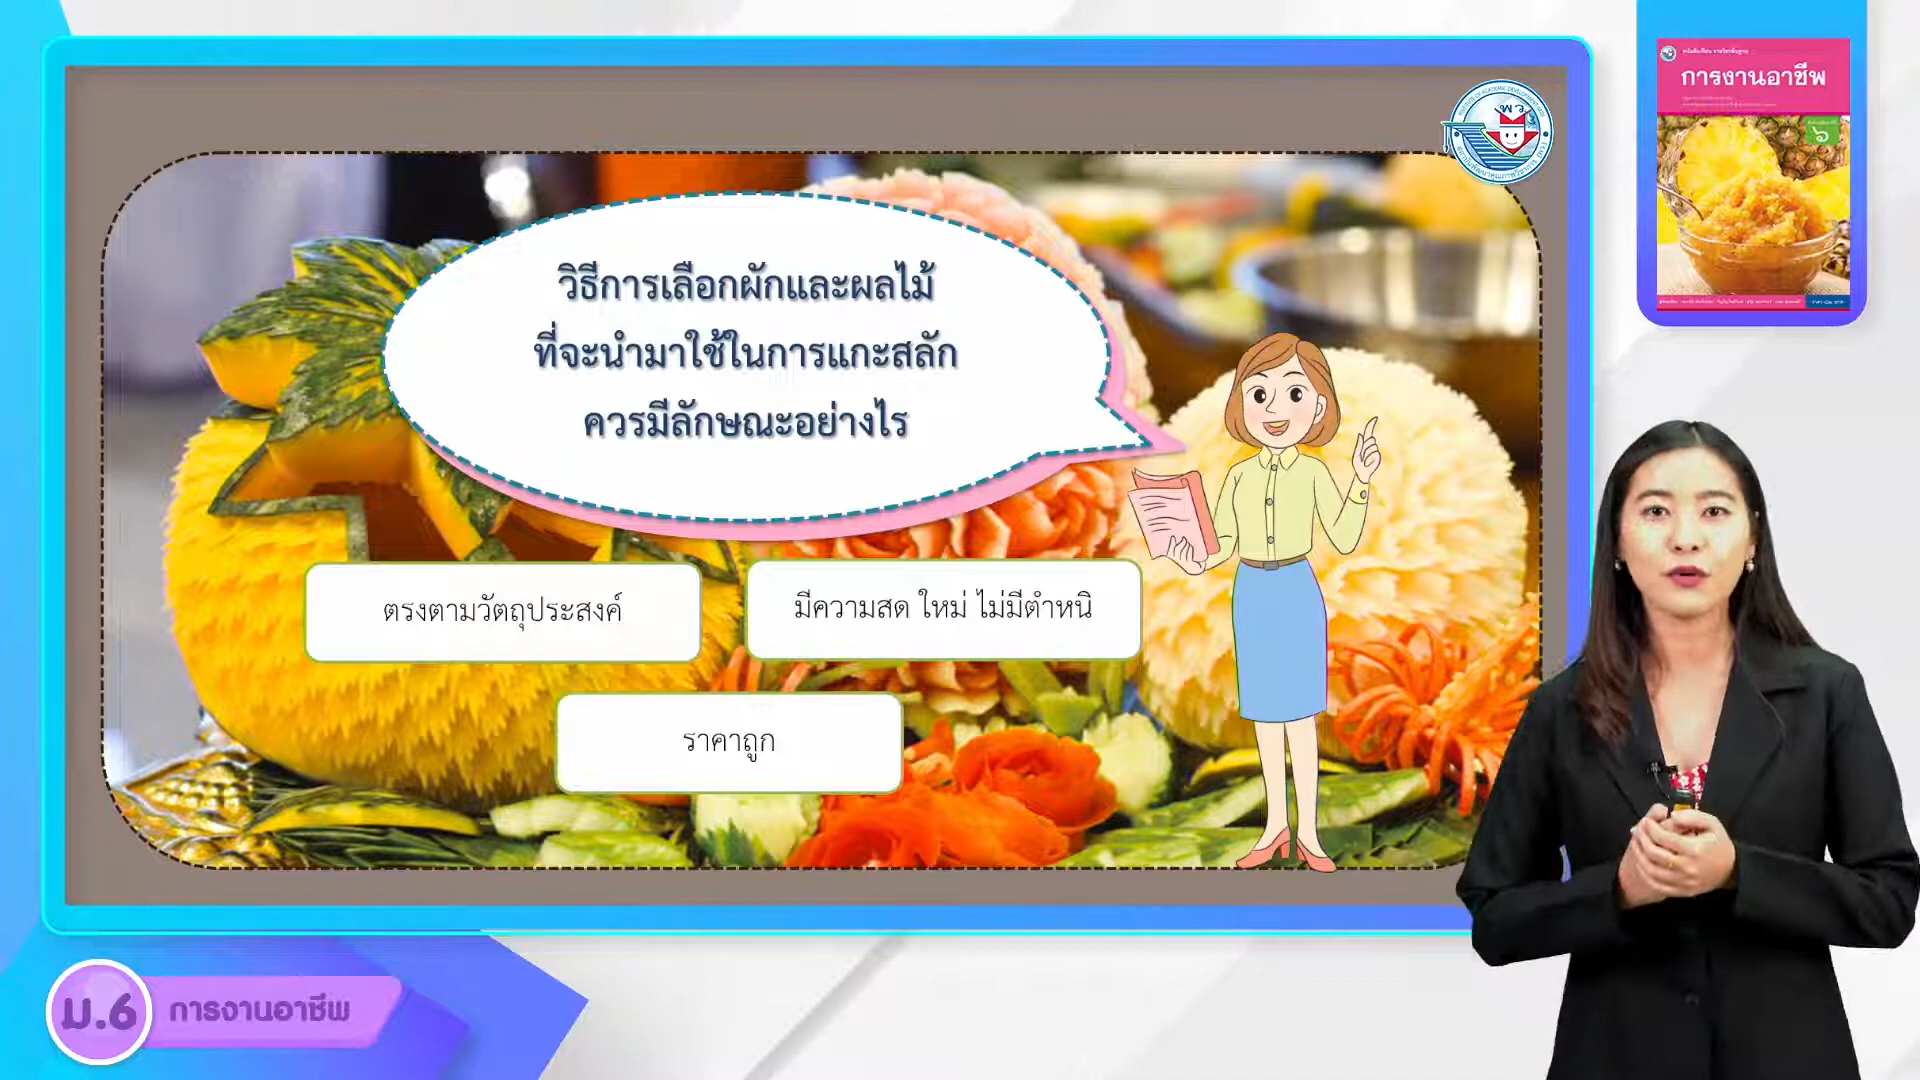 วิธีการเลือกผักและผลไม้
ที่จะนำมาใช้ในการแกะสลัก
ควรมีลักษณะอย่างไร
ตรงตามวัตถุประสงค์
มีความสด ใหม่ ไม่มีตำหนิ
ราคาถูก
การงานอาชีพ
๖
พว.
ม.6 การงานอาชีพ